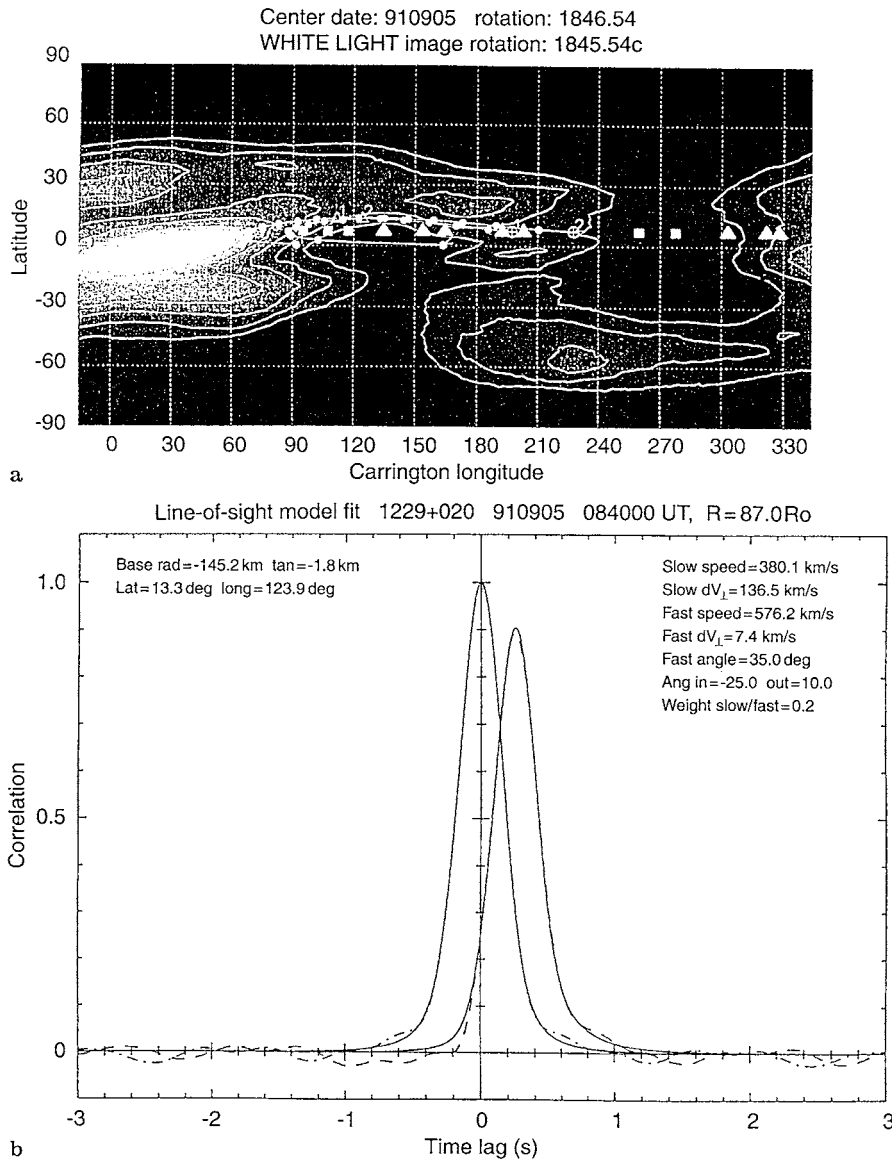 Center date: 910905 rotation: 1846.54
WHITE LIGHT image rotation: 1845.54c
90
60
30
0
-30
-60
-90
Latitude
2
0 30 60 90 120 150 180 210 240 270 300 330
Carrington longitude
a
Line-of-sight model fit 1229+020 910905 084000 UT, R=87.0Ro
Base rad=-145.2 km tan=-1.8 km
Lat=13.3 deg long=123.9 deg
Slow speed=380.1 km/s
Slow dV⊥=136.5 km/s
Fast speed=576.2 km/s
Fast dV⊥=7.4 km/s
Fast angle=35.0 deg
Ang in=-25.0 out=10.0
Weight slow/fast=0.2
1.0
0.5
0
Correlation
-3 -2 -1 0 1 2 3
Time lag (s)
b